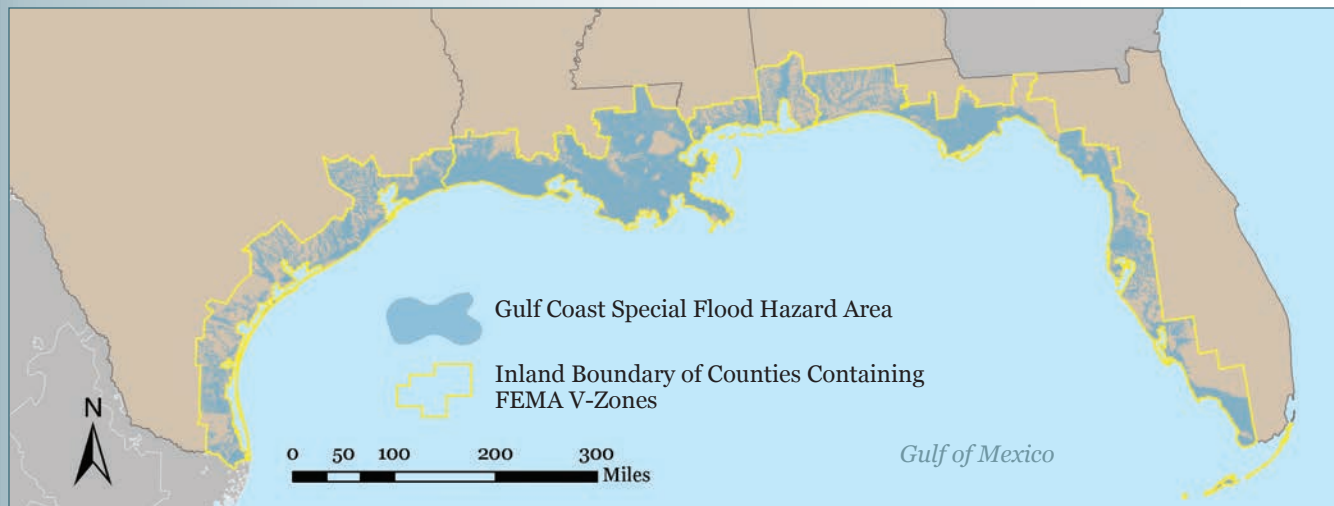 Gulf Coast Special Flood Hazard Area
Inland Boundary of Counties Containing
FEMA V-Zones
N
0 50 100 200 300
Miles
Gulf of Mexico